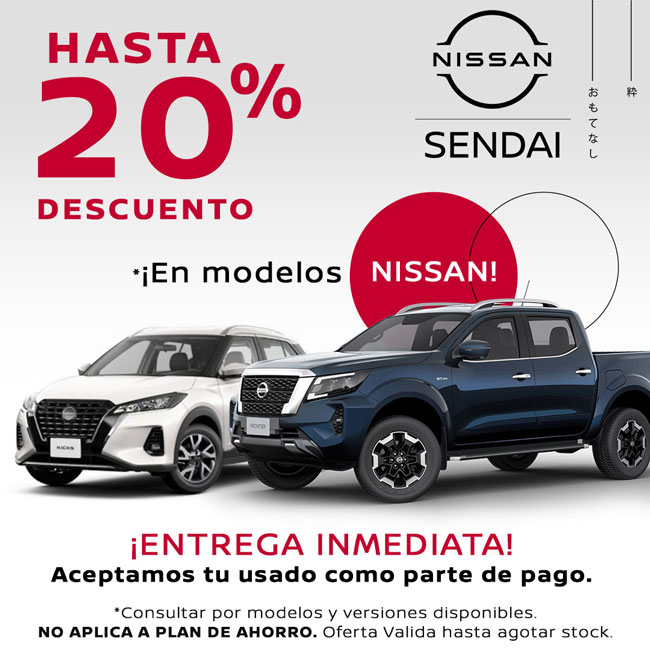 HASTA
20%
DESCUENTO
NISSAN
SENDAI
おもてなし
粋
*¡En modelos NISSAN!
KICKS
FRONTIER
¡ENTREGA INMEDIATA!
Aceptamos tu usado como parte de pago.
*Consultar por modelos y versiones disponibles.
NO APLICA A PLAN DE AHORRO. Oferta Valida hasta agotar stock.